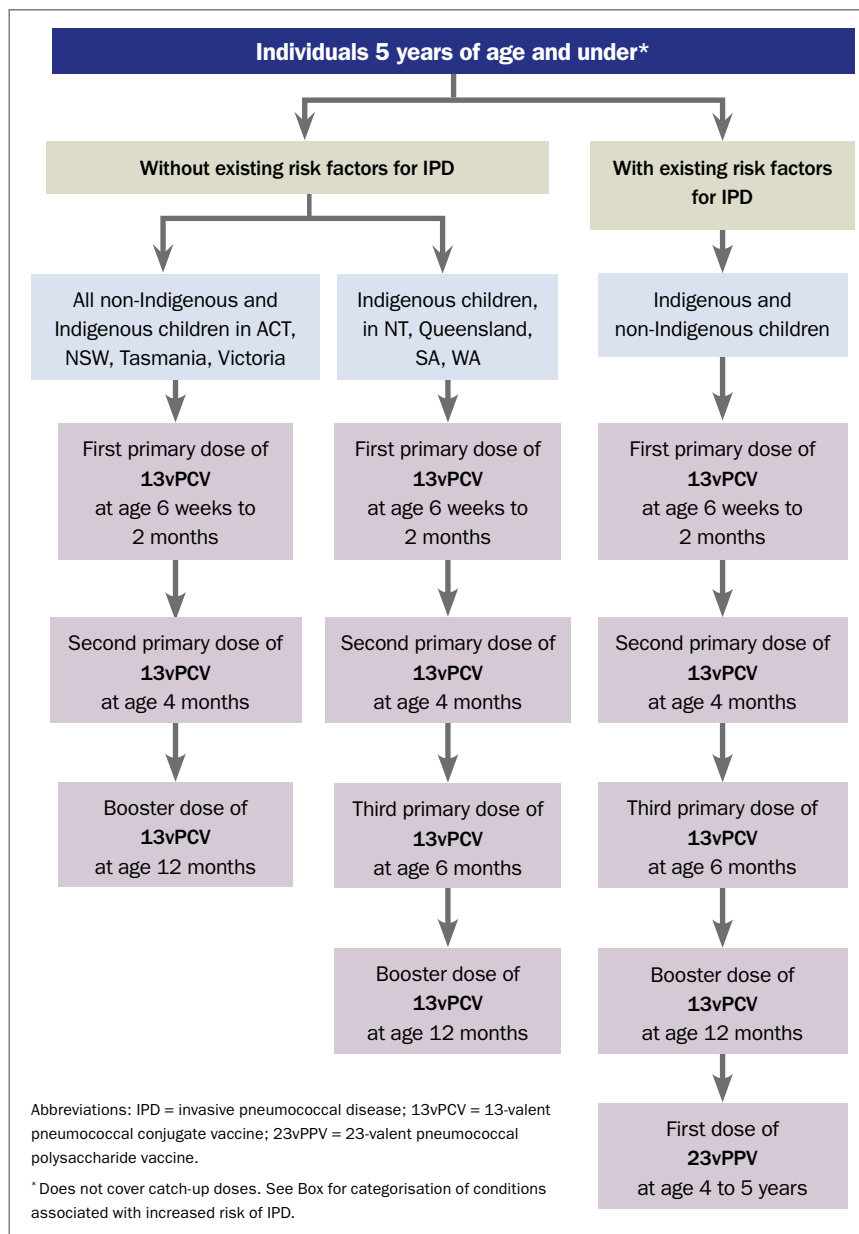 Individuals 5 years of age and under*
Without existing risk factors for IPD
With existing risk factors
for IPD
All non-Indigenous and
Indigenous children in ACT,
NSW, Tasmania, Victoria
Indigenous children,
in NT, Queensland,
SA, WA
Indigenous and
non-Indigenous children
First primary dose of
13vPCV
at age 6 weeks to
2 months
First primary dose of
13vPCV
at age 6 weeks to
2 months
First primary dose of
13vPCV
at age 6 weeks to
2 months
Second primary dose of
13vPCV
at age 4 months
Second primary dose of
13vPCV
at age 4 months
Second primary dose of
13vPCV
at age 4 months
Booster dose of
13vPCV
at age 12 months
Third primary dose of
13vPCV
at age 6 months
Third primary dose of
13vPCV
at age 6 months
Booster dose of
13vPCV
at age 12 months
Booster dose of
13vPCV
at age 12 months
First dose of
23vPPV
at age 4 to 5 years
Abbreviations: IPD = invasive pneumococcal disease; 13vPCV = 13-valent
pneumococcal conjugate vaccine; 23vPPV = 23-valent pneumococcal
polysaccharide vaccine.
* Does not cover catch-up doses. See Box for categorisation of conditions
associated with increased risk of IPD.